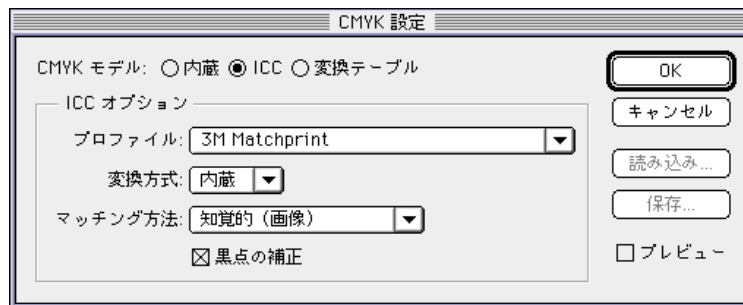 CMYK 設定
CMYK モデル: 内蔵 ICC 変換テーブル
ICC オプション
プロファイル: 3M Matchprint
変換方式: 内蔵
マッチング方法: 知覚的（画像）
黒点の補正
OK
キャンセル
読み込み...
保存...
プレビュー